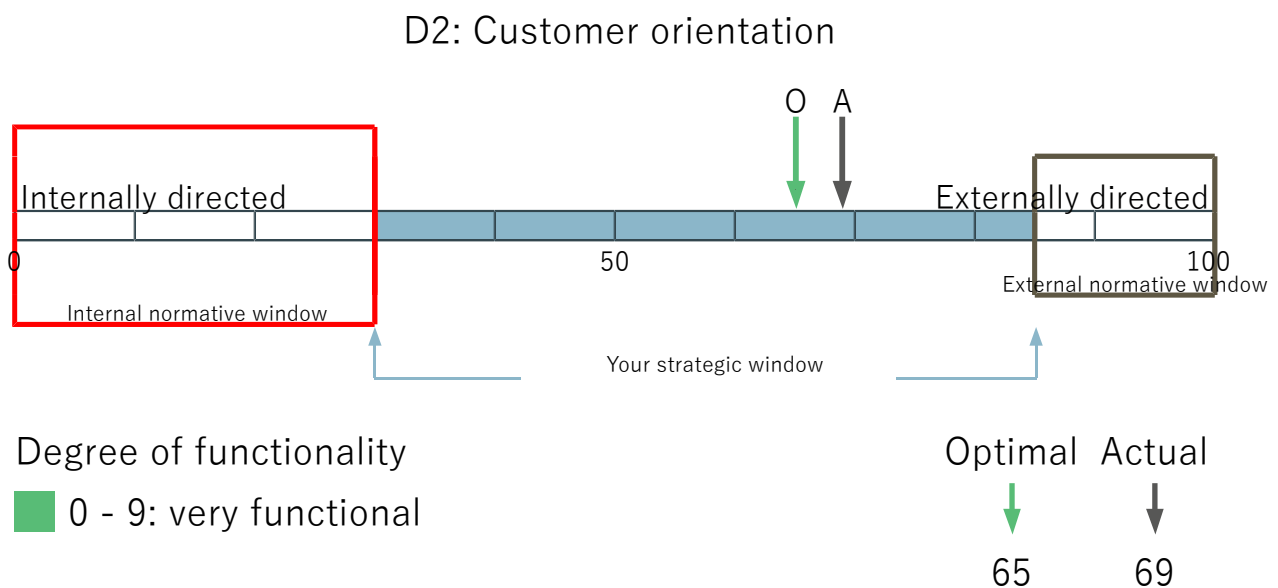 D2: Customer orientation
O A
Internally directed
Externally directed
0
50
100
Internal normative window
External normative window
Your strategic window
Degree of functionality
0 - 9: very functional
Optimal Actual
65 69